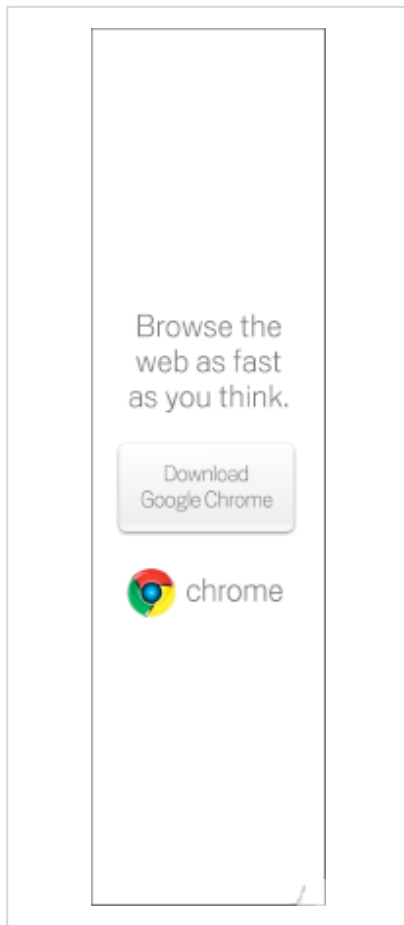 Browse the
web as fast
as you think.
Download
Google Chrome
chrome